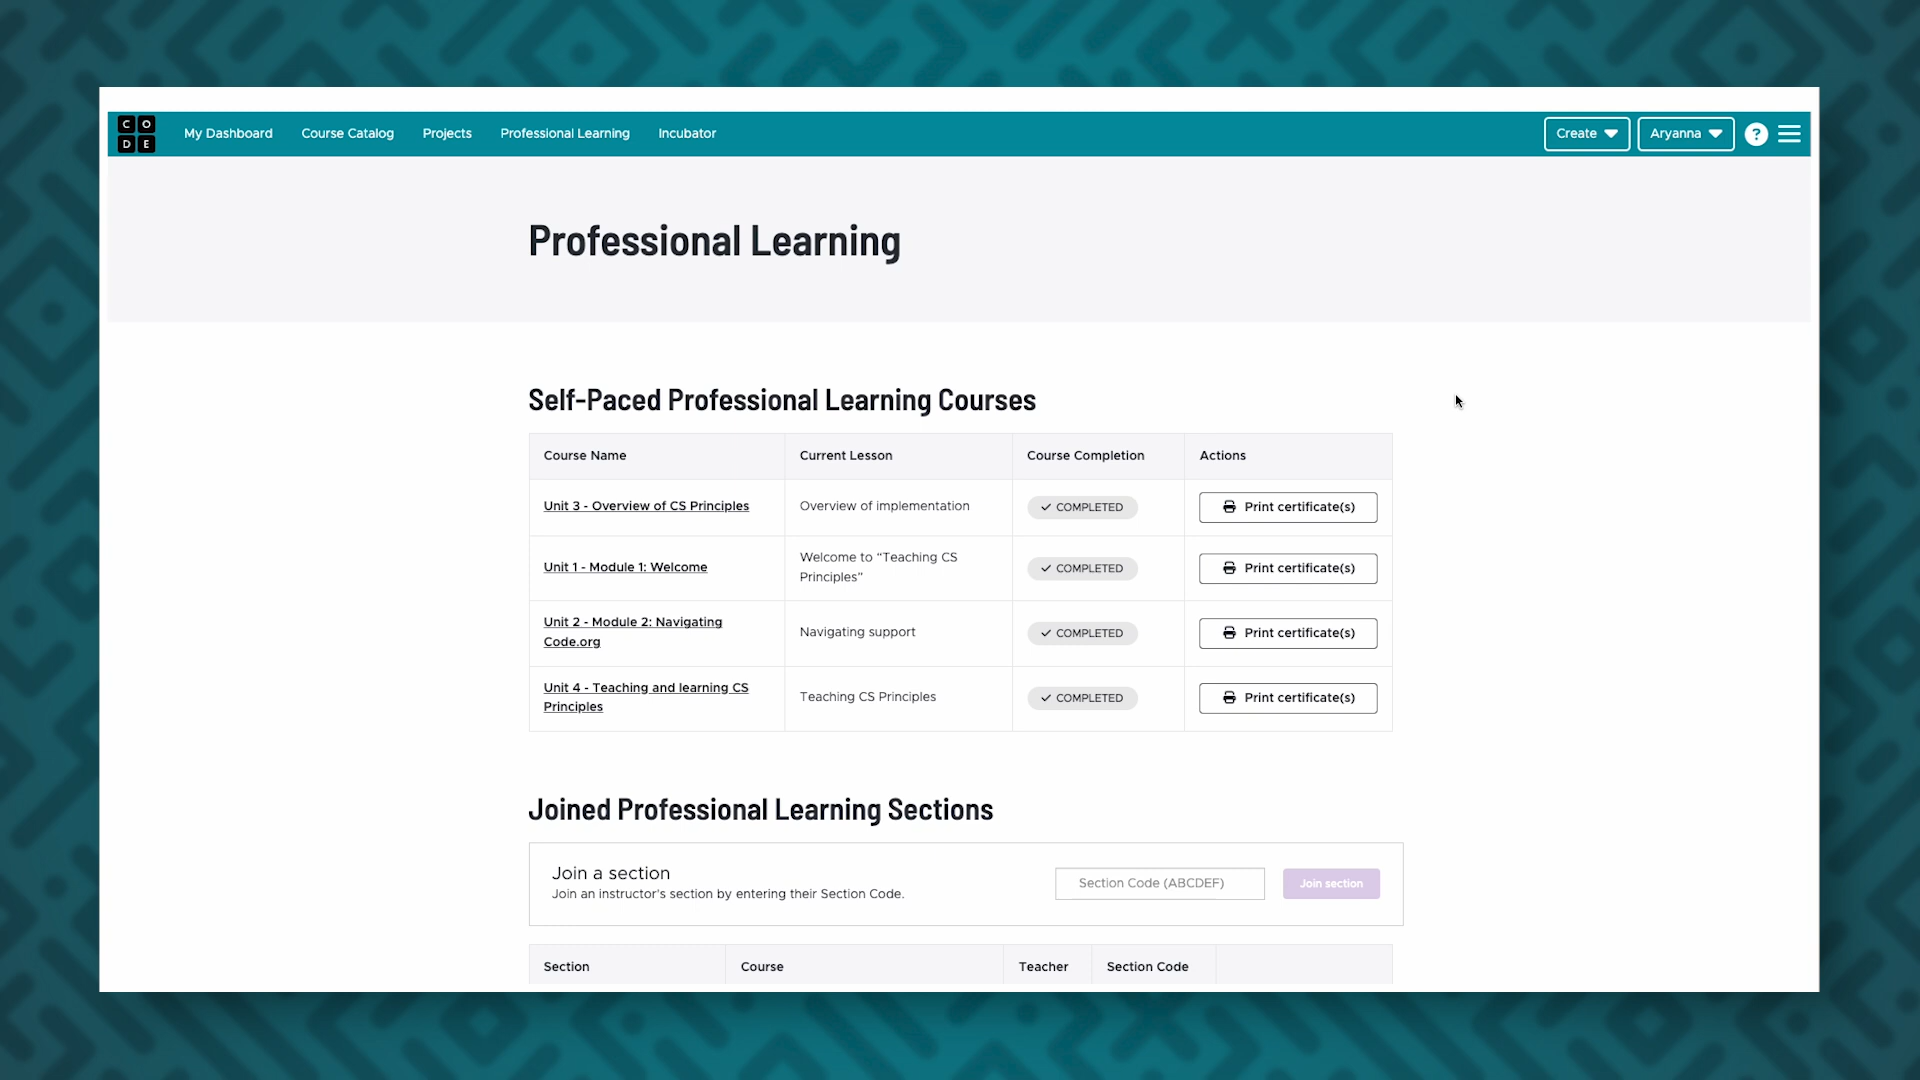 C O
D E
My Dashboard Course Catalog Projects Professional Learning Incubator Create Aryanna ?
Professional Learning
Self-Paced Professional Learning Courses
Course Name Current Lesson Course Completion Actions
Unit 3 - Overview of CS Principles Overview of implementation COMPLETED Print certificate(s)
Unit 1 - Module 1: Welcome Welcome to “Teaching CS
Principles” COMPLETED Print certificate(s)
Unit 2 - Module 2: Navigating
Code.org Navigating support COMPLETED Print certificate(s)
Unit 4 - Teaching and learning CS
Principles Teaching CS Principles COMPLETED Print certificate(s)
Joined Professional Learning Sections
Join a section
Join an instructor's section by entering their Section Code.
Section Code (ABCDEF) Join section
Section Course Teacher Section Code